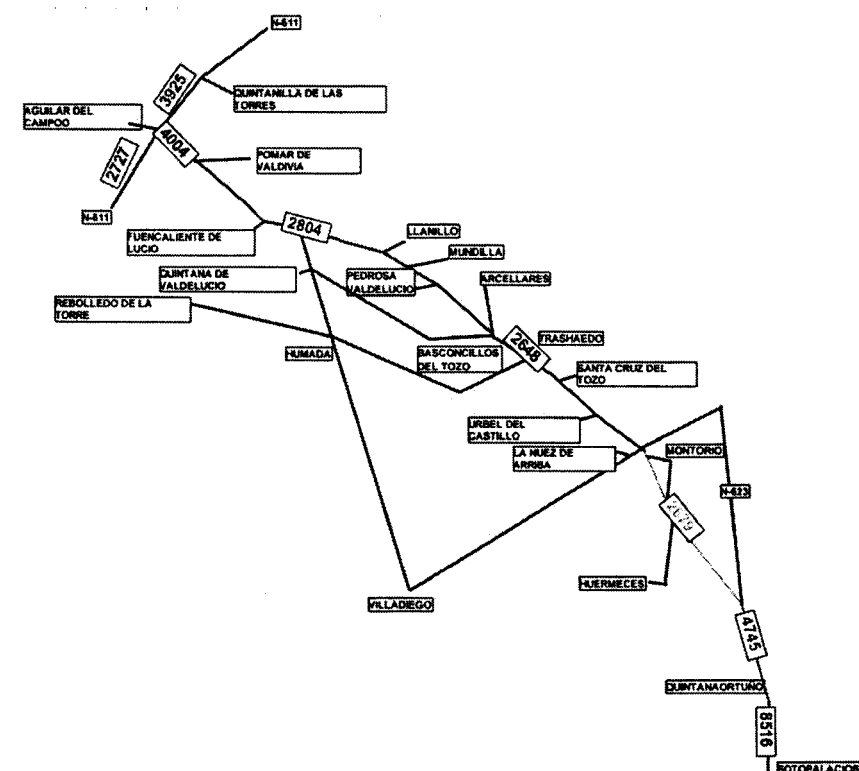 N-611
3925
QUINTANILLA DE LAS
TORRES
AGUILAR DEL
CAMPOO
4004
2727
POMAR DE
VALDIVIA
N-611
2804
LLANILLO
FUENCALIENTE DE
LUCIO
MUNDILLA
QUINTANA DE
VALDELUCIO
PEDROSA
VALDELUCIO
ARCELLARES
REBOLLEDO DE LA
TORRE
TRASHAEDO
2648
HUMADA
BASCONCILLOS
DEL TOZO
SANTA CRUZ DEL
TOZO
URBEL DEL
CASTILLO
LA NUEZ DE
ARRIBA
MONTORIO
N-623
2679
HUERMECES
VILLADIEGO
4745
QUINTANAORTUÑO
8516
SOTOPALACIOS